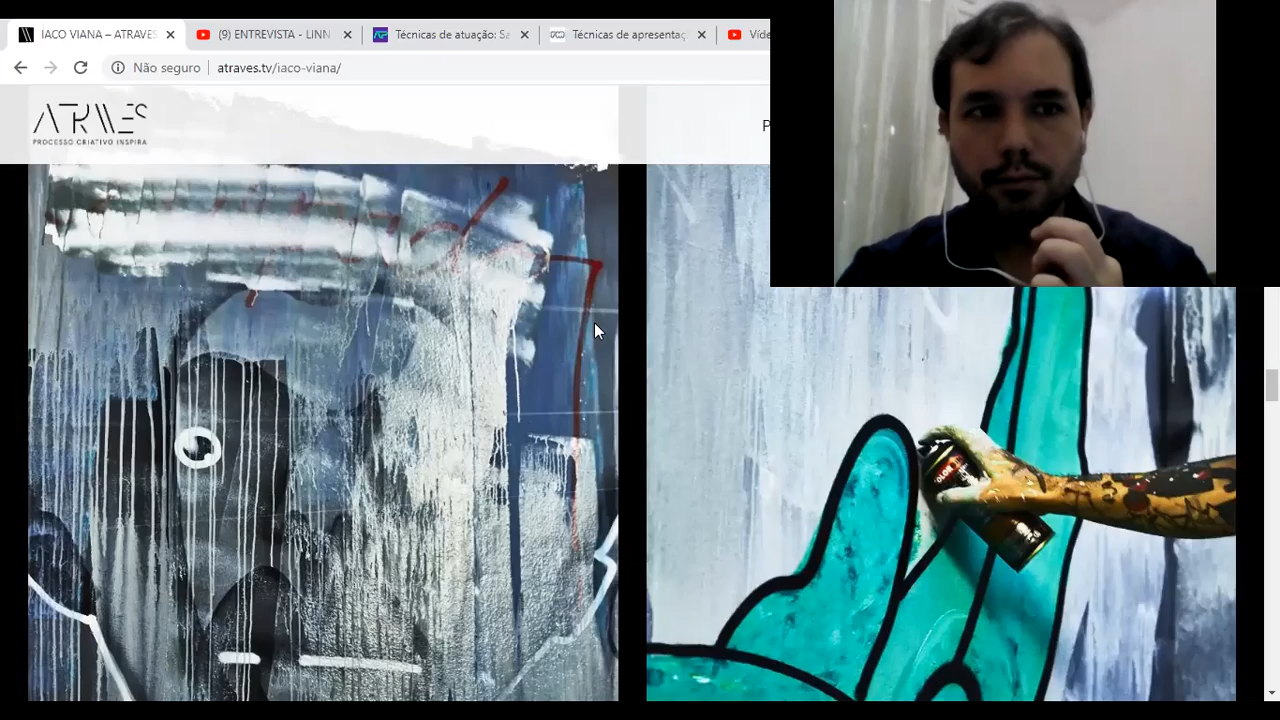 IACO VIANA – ATRAVES
(9) ENTREVISTA - LINN
Técnicas de atuação: Sa
Técnicas de apresentaç
Víde
Não seguro
atraves.tv/iaco-viana/
ATRAVES
PROCESSO CRIATIVO INSPIRA
P